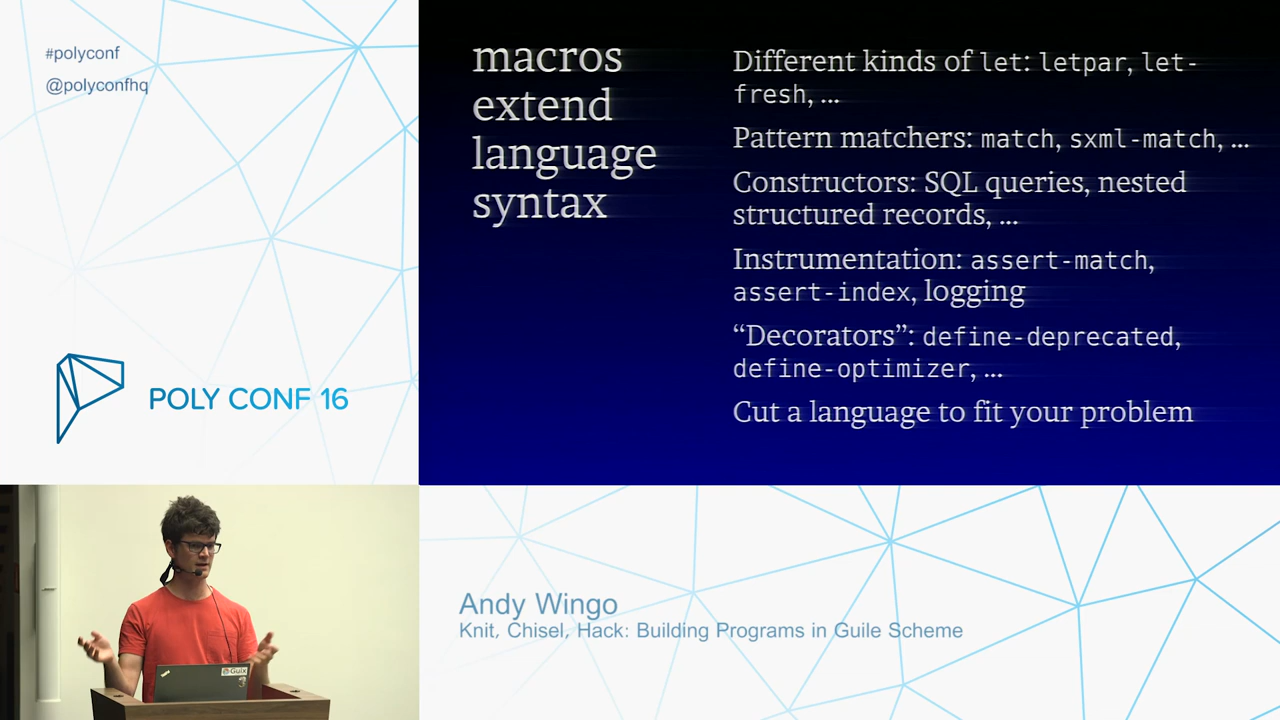 #polyconf
@polyconfhq
POLY CONF 16
macros
extend
language
syntax
Different kinds of let: letpar, let-
fresh, ...
Pattern matchers: match, sxml-match, ...
Constructors: SQL queries, nested
structured records, ...
Instrumentation: assert-match,
assert-index, logging
“Decorators”: define-deprecated,
define-optimizer, ...
Cut a language to fit your problem
Guix
Andy Wingo
Knit, Chisel, Hack: Building Programs in Guile Scheme